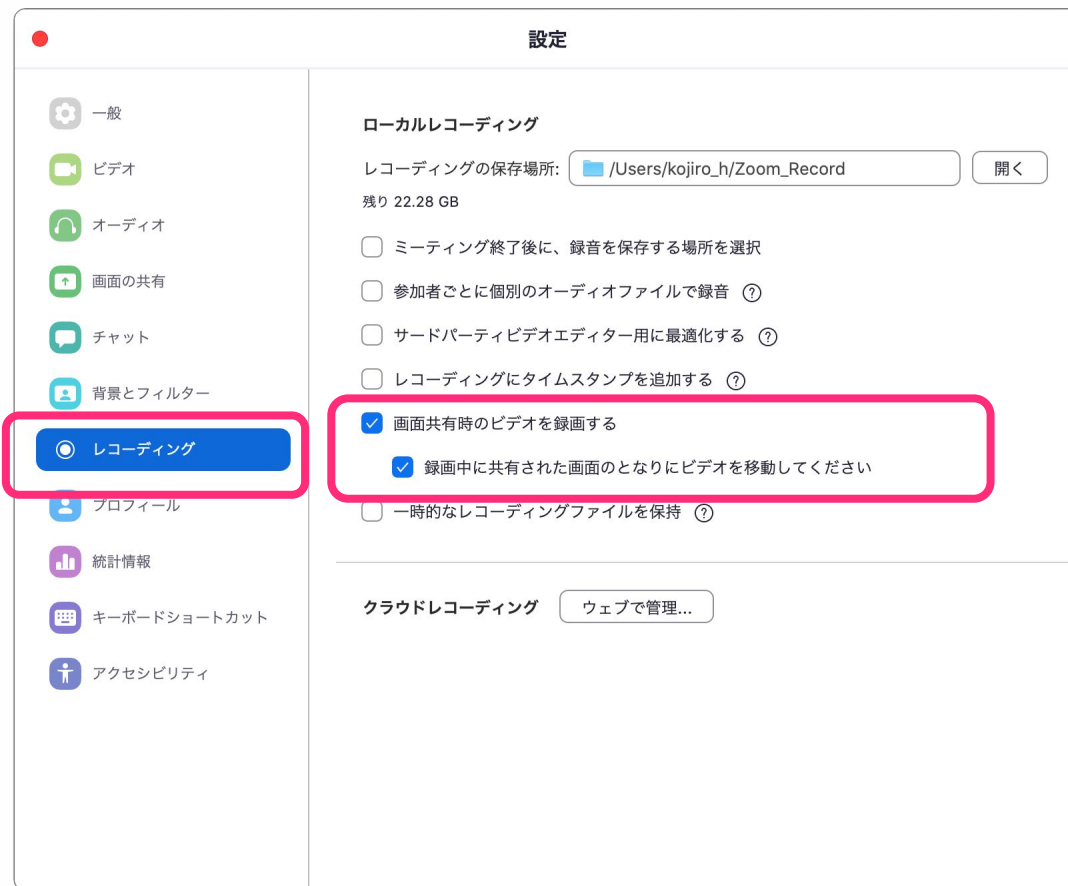 設定
一般
ビデオ
オーディオ
画面の共有
チャット
背景とフィルター
レコーディング
プロフィール
統計情報
キーボードショートカット
アクセシビリティ
ローカルレコーディング
レコーディングの保存場所: /Users/kojiro_h/Zoom_Record 開く
残り 22.28 GB
ミーティング終了後に、録音を保存する場所を選択
参加者ごとに個別のオーディオファイルで録音 ?
サードパーティビデオエディター用に最適化する ?
レコーディングにタイムスタンプを追加する ?
画面共有時のビデオを録画する
録画中に共有された画面のとなりにビデオを移動してください
一時的なレコーディングファイルを保持 ?
クラウドレコーディング ウェブで管理...